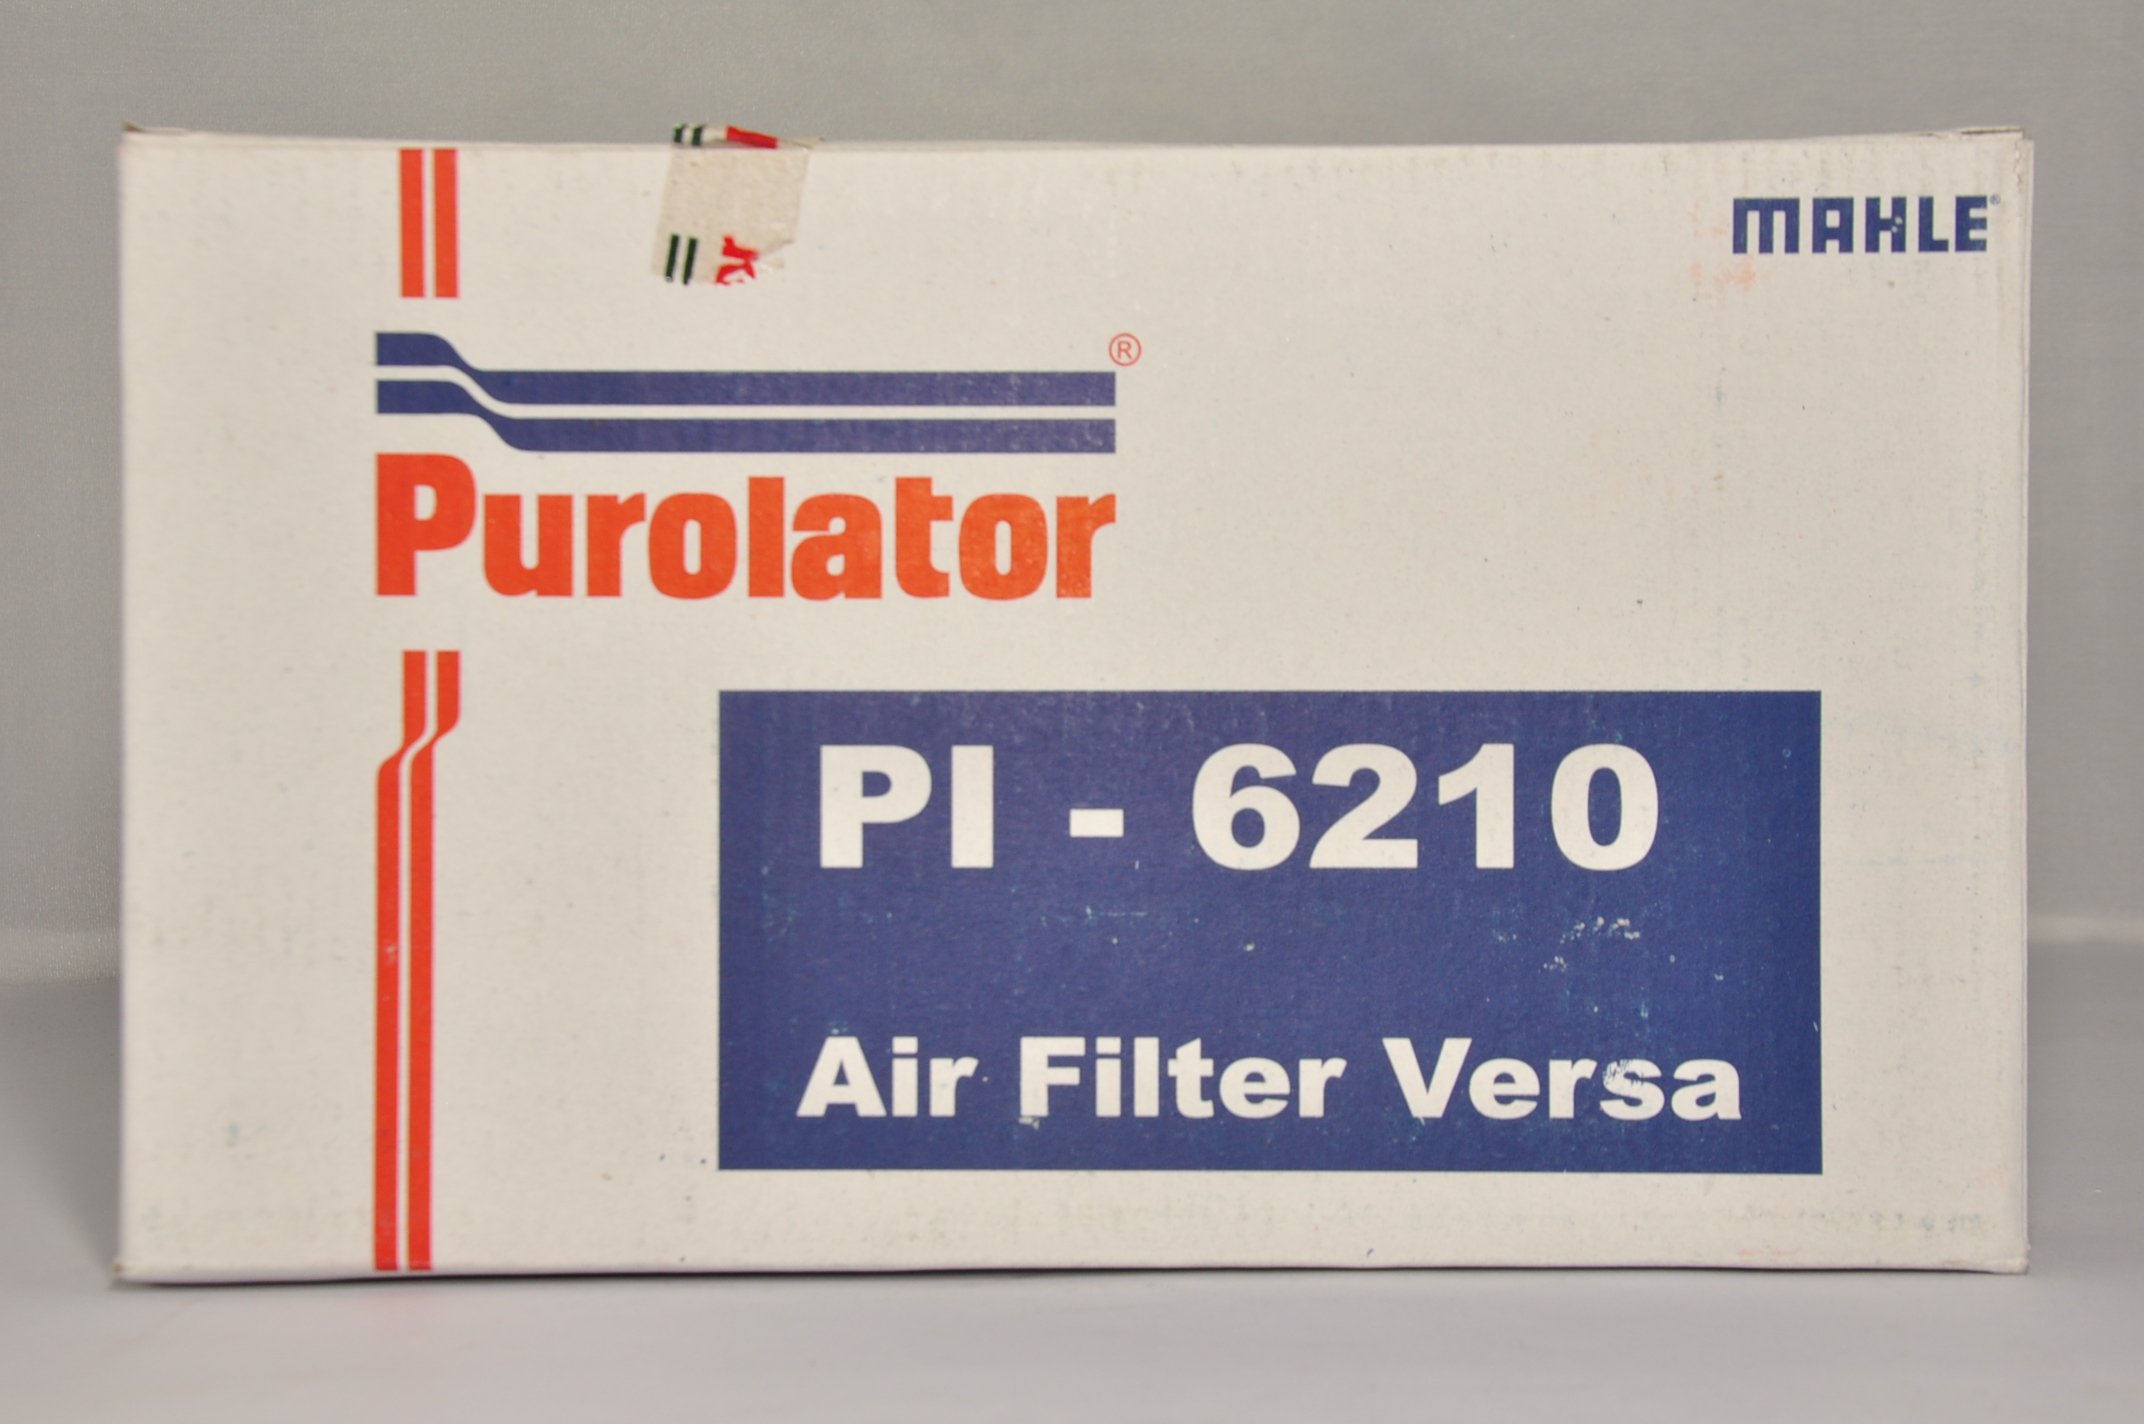 MAHLE®
®
Purolator
PI - 6210
Air Filter Versa